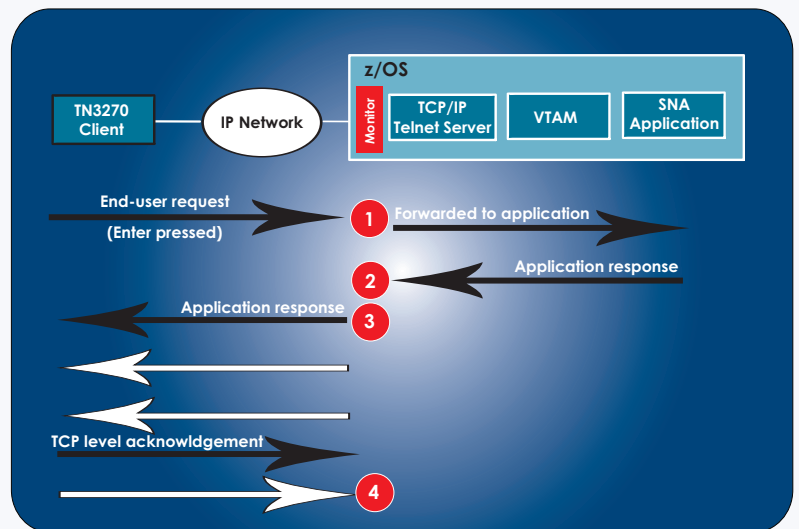 z/OS
TN3270
Client
IP Network
Monitor
TCP/IP
Telnet Server
VTAM
SNA
Application
End-user request
(Enter pressed)
1
Forwarded to application
2
Application response
Application response
3
TCP level acknowldgement
4